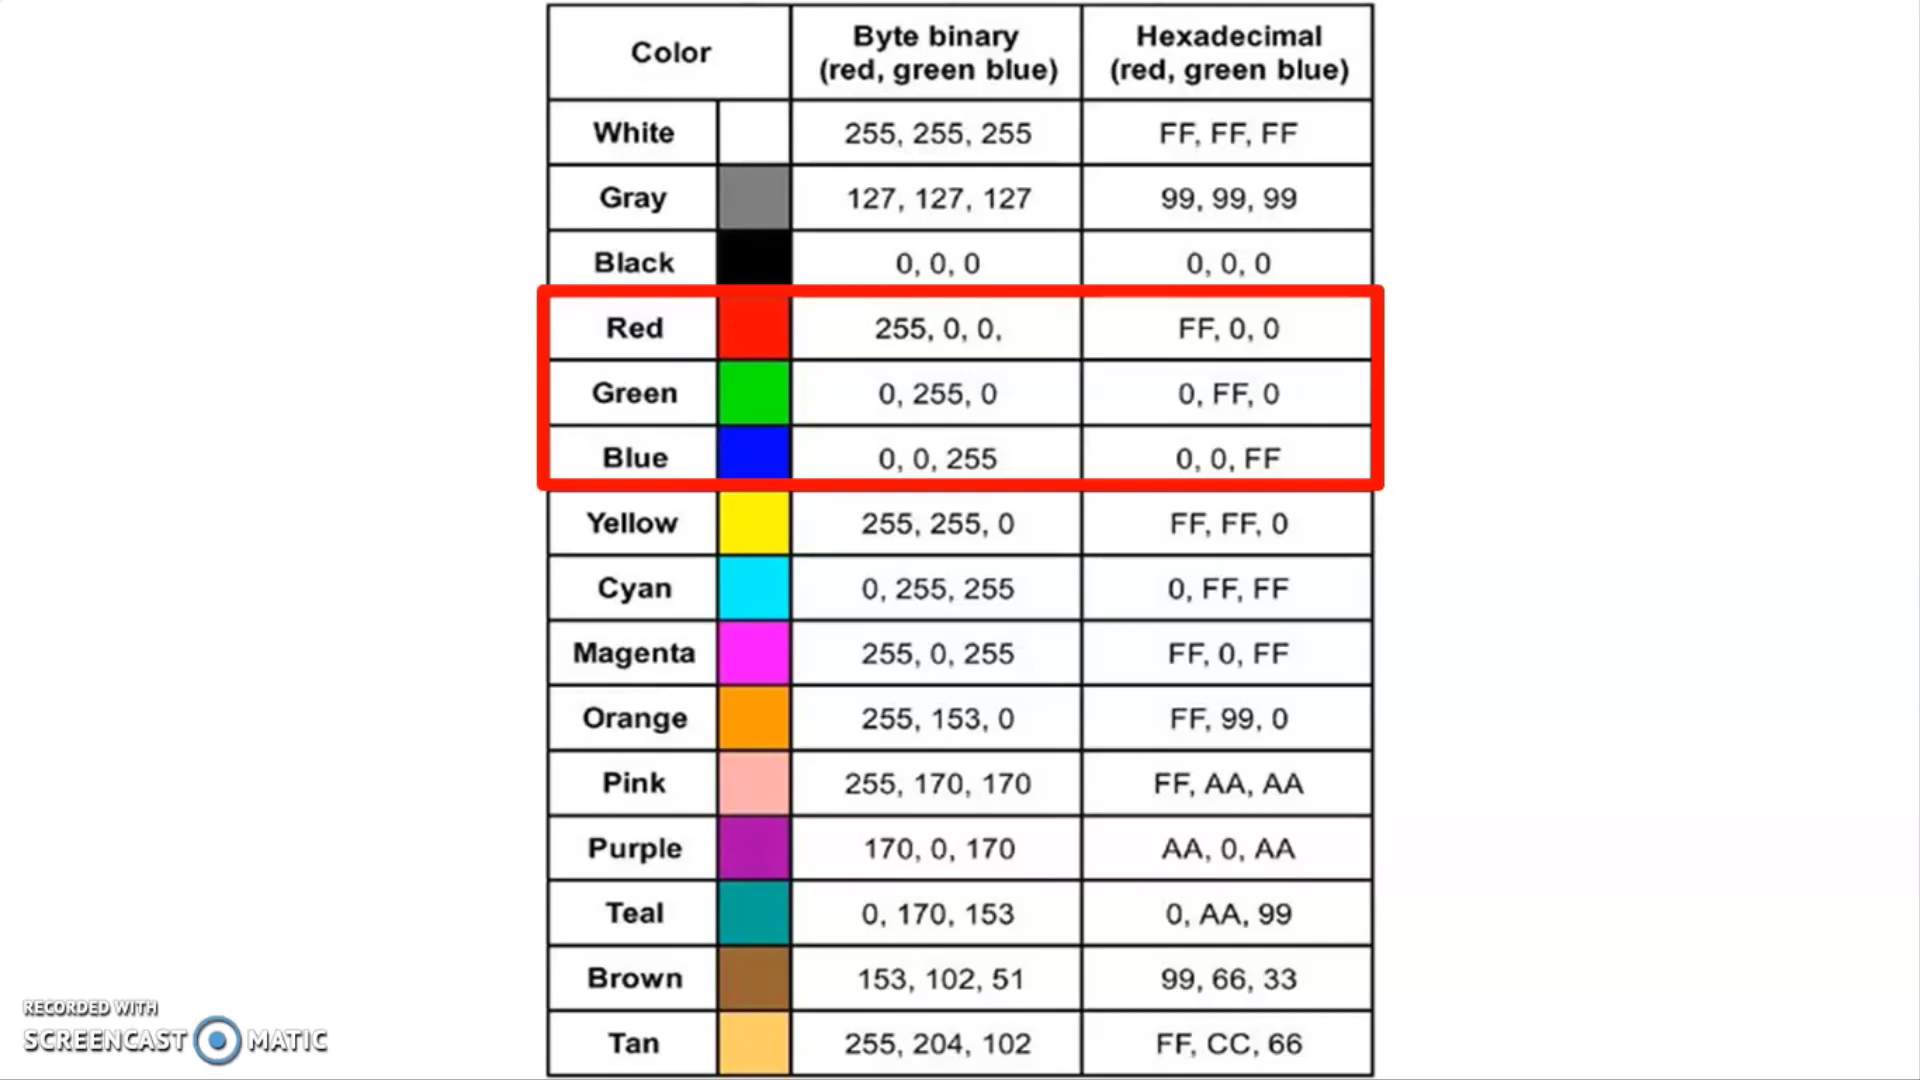 Color Byte binary Hexadecimal
(red, green blue) (red, green blue)
White 255, 255, 255 FF, FF, FF
Gray 127, 127, 127 99, 99, 99
Black 0, 0, 0 0, 0, 0
Red 255, 0, 0, FF, 0, 0
Green 0, 255, 0 0, FF, 0
Blue 0, 0, 255 0, 0, FF
Yellow 255, 255, 0 FF, FF, 0
Cyan 0, 255, 255 0, FF, FF
Magenta 255, 0, 255 FF, 0, FF
Orange 255, 153, 0 FF, 99, 0
Pink 255, 170, 170 FF, AA, AA
Purple 170, 0, 170 AA, 0, AA
Teal 0, 170, 153 0, AA, 99
Brown 153, 102, 51 99, 66, 33
Tan 255, 204, 102 FF, CC, 66
RECORDED WITH
SCREENCAST MATIC